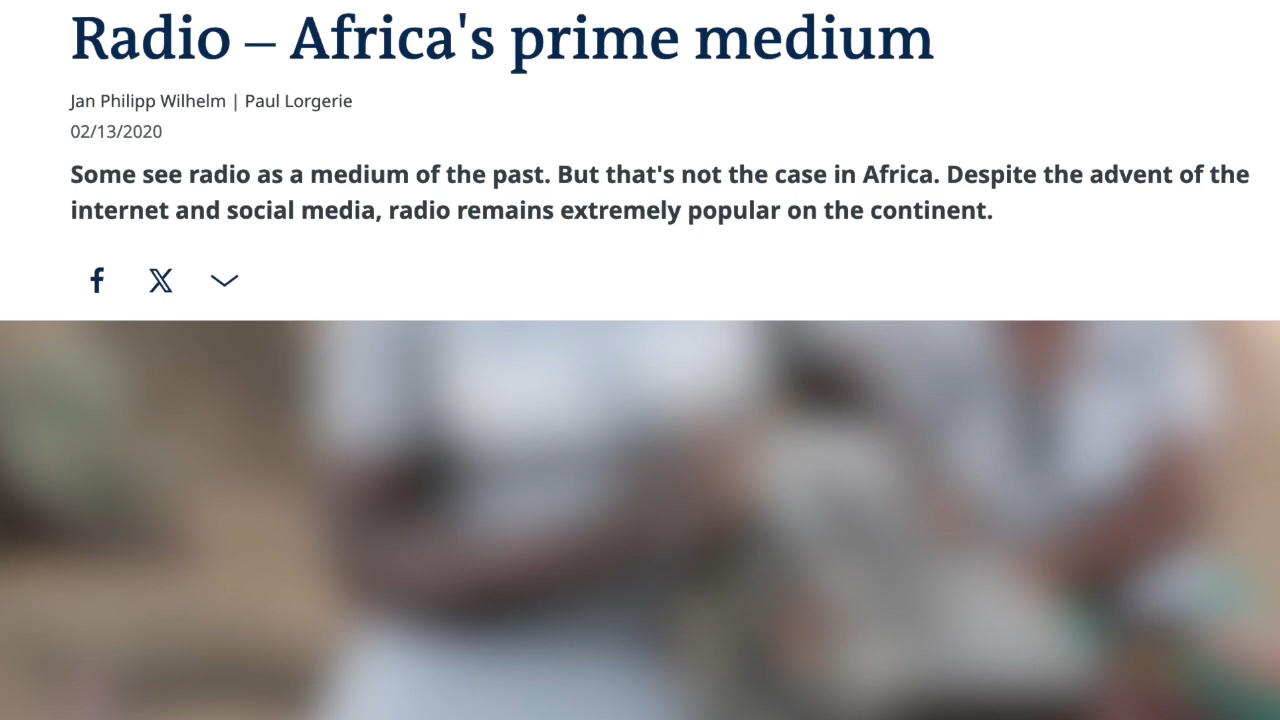 Radio – Africa's prime medium
Jan Philipp Wilhelm | Paul Lorgerie
02/13/2020
Some see radio as a medium of the past. But that's not the case in Africa. Despite the advent of the
internet and social media, radio remains extremely popular on the continent.